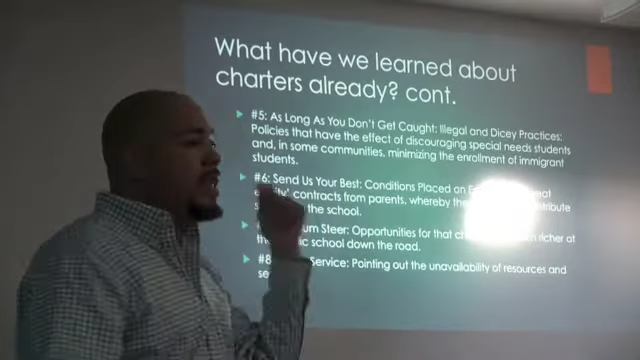 What have we learned about
charters already? cont.
#5: As Long As You Don't Get Caught: Illegal and Dicey Practices:
Policies that have the effect of discouraging special needs students
and, in some communities, minimizing the enrollment of immigrant
students.
#6: Send Us Your Best: Conditions Placed on
contracts from parents, whereby
the school.
Steer: Opportunities for that richer at
school down the road.
#8 Service: Pointing out the unavailability of resources and